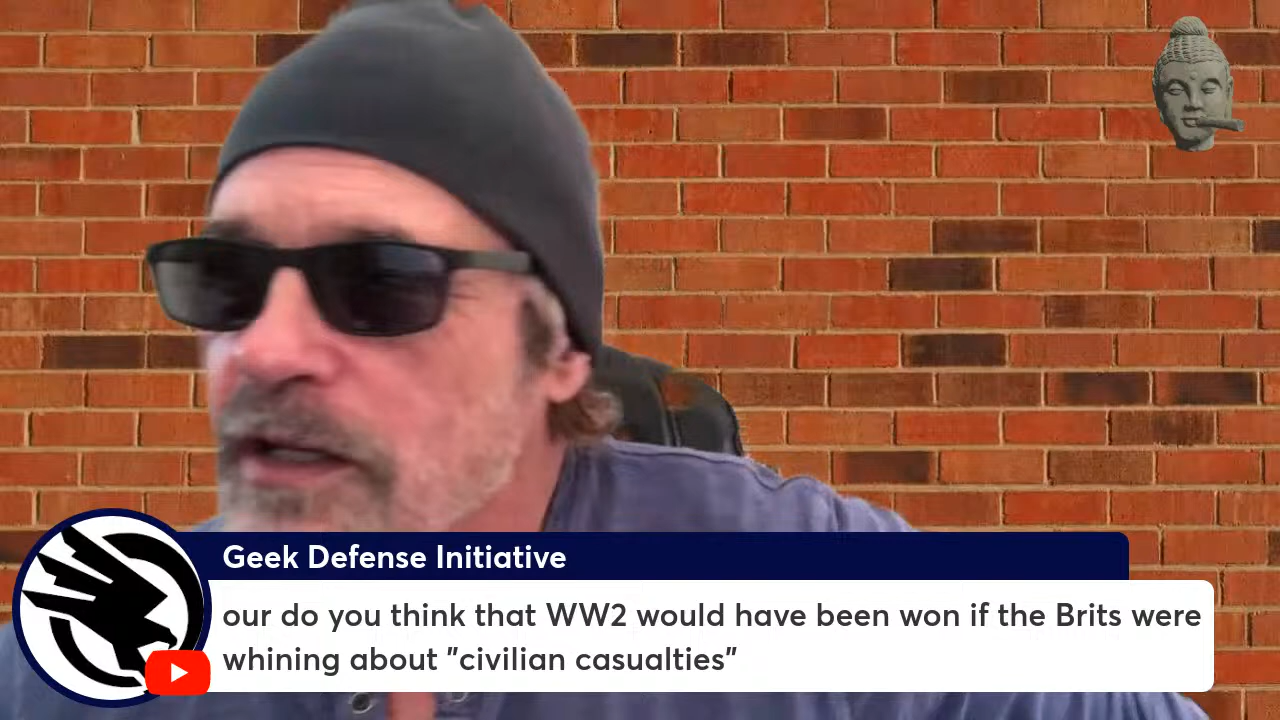 Geek Defense Initiative
our do you think that WW2 would have been won if the Brits were
whining about "civilian casualties"